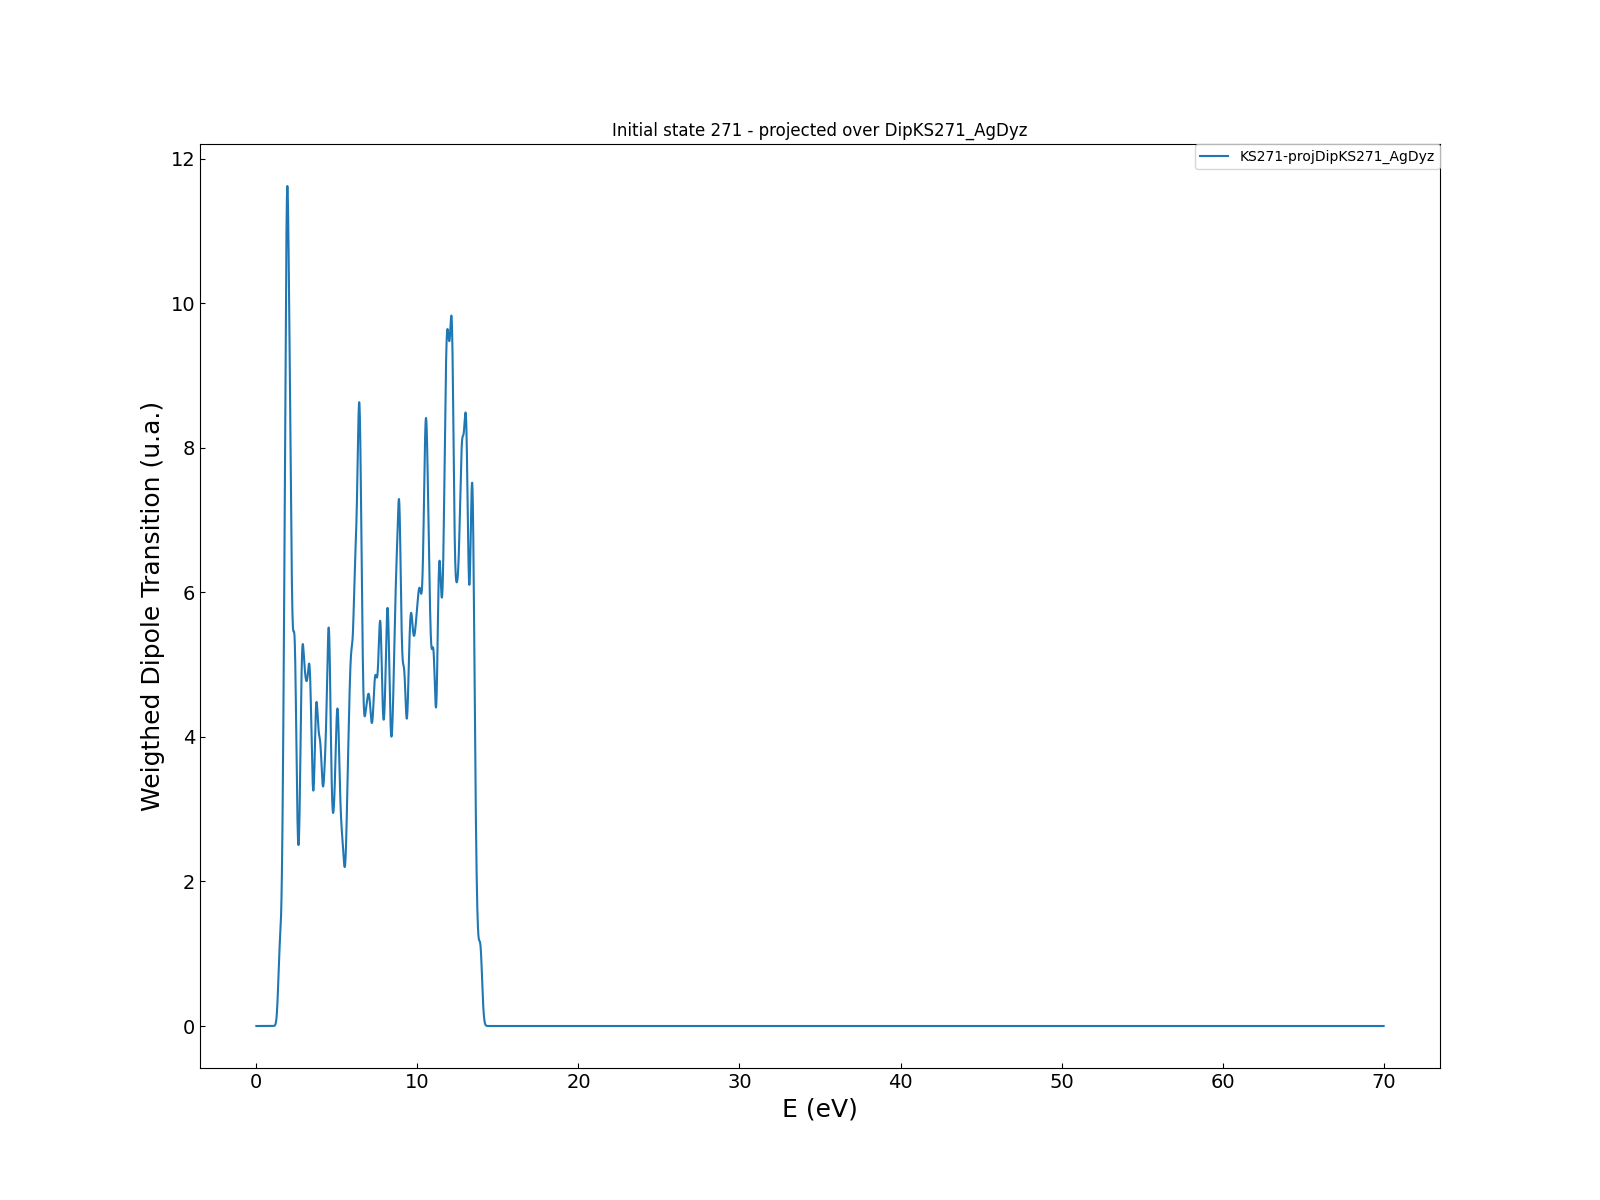 Initial state 271 - projected over DipKS271_AgDyz
KS271-projDipKS271_AgDyz
12
10
8
6
4
2
0
Weigthed Dipole Transition (u.a.)
0 10 20 30 40 50 60 70
E (eV)